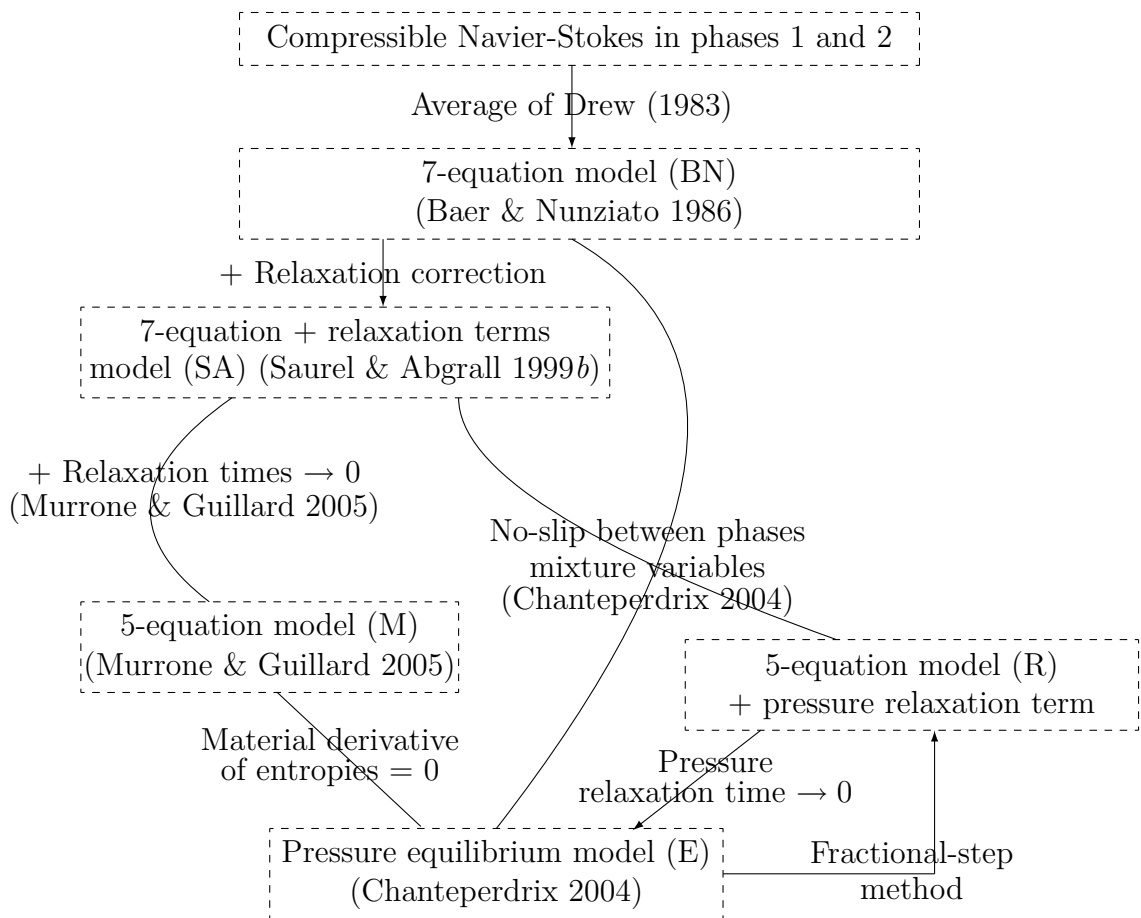 Compressible Navier-Stokes in phases 1 and 2
Average of Drew (1983)
7-equation model (BN)
(Baer & Nunziato 1986)
+ Relaxation correction
7-equation + relaxation terms
model (SA) (Saurel & Abgrall 1999b)
+ Relaxation times → 0
(Murrone & Guillard 2005)
No-slip between phases
mixture variables
(Chanteperdrix 2004)
5-equation model (M)
(Murrone & Guillard 2005)
5-equation model (R)
+ pressure relaxation term
Material derivative
of entropies = 0
Pressure
relaxation time → 0
Pressure equilibrium model (E)
(Chanteperdrix 2004)
Fractional-step
method